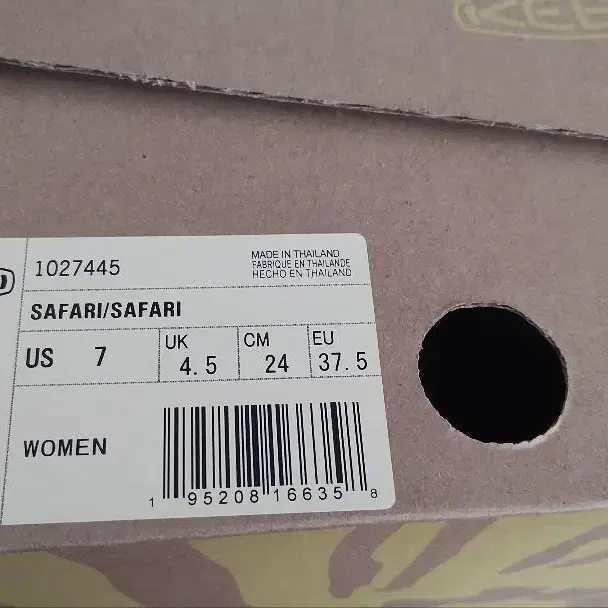 1027445
MADE IN THAILAND
FABRIQUE EN THAILANDE
HECHO EN THAILAND
SAFARI/SAFARI
US 7
UK 4.5
CM 24
EU 37.5
WOMEN
1 95208 16635 8